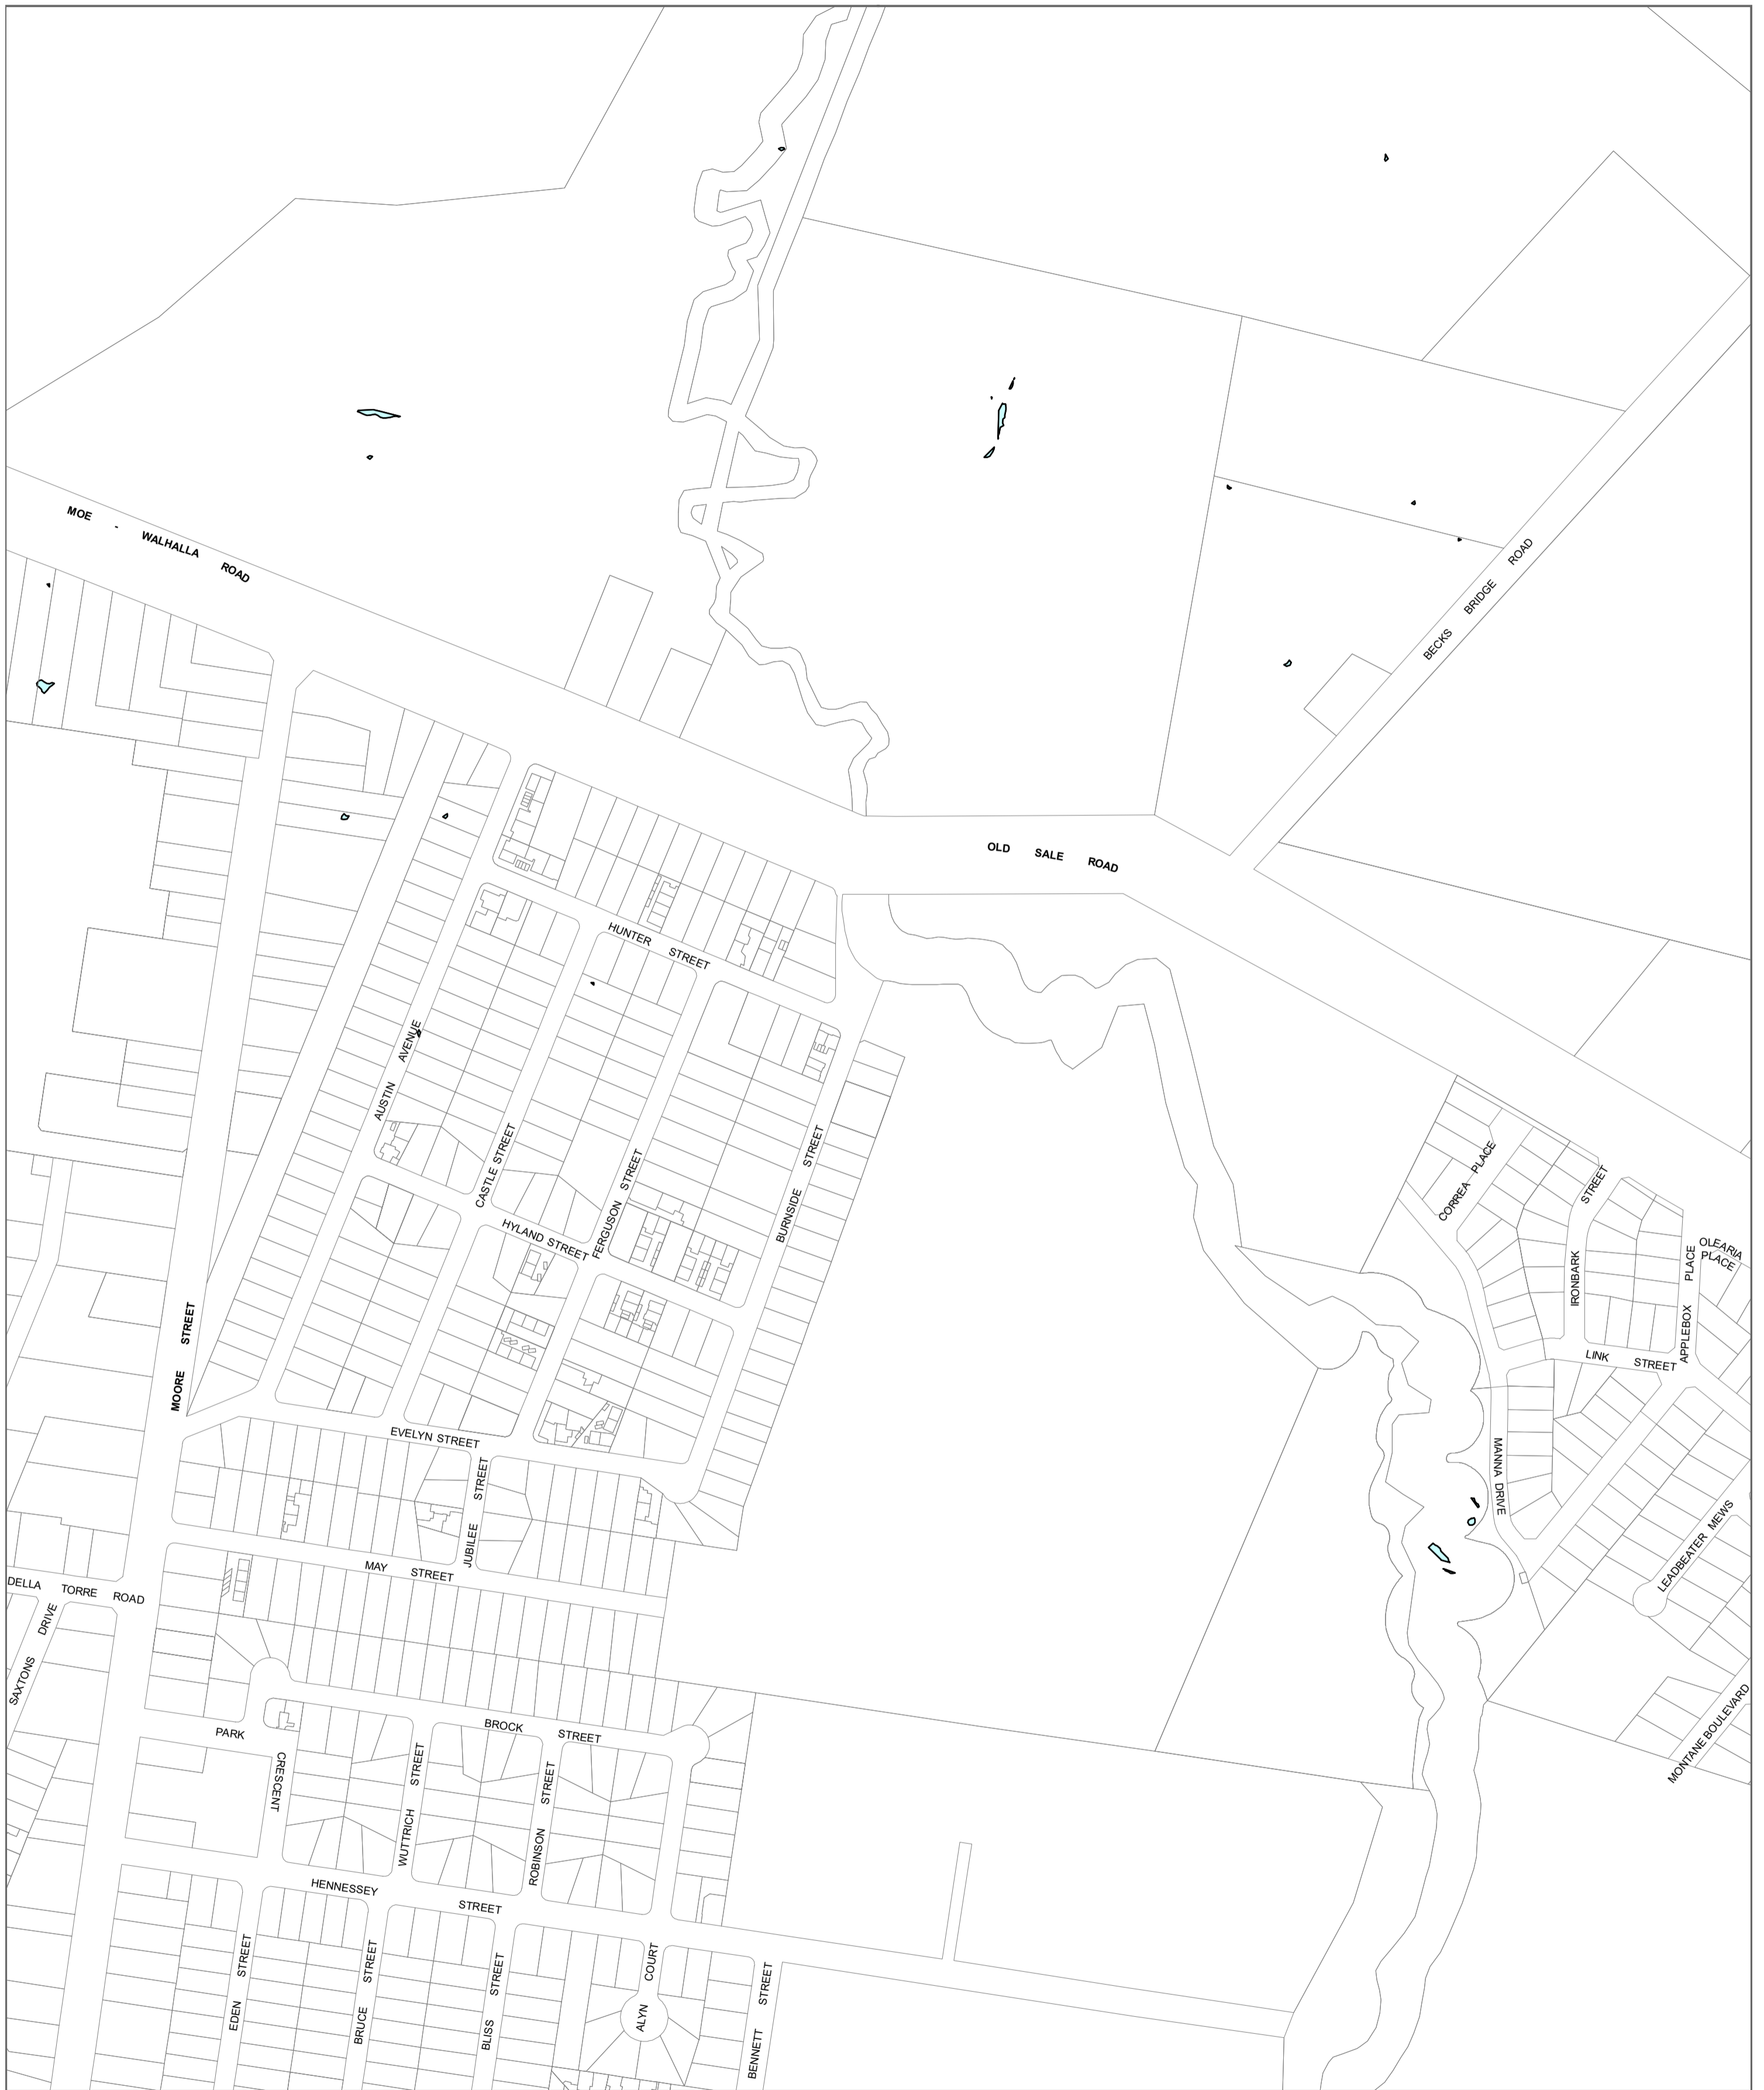 MOE - WALHALLA ROAD
BECKS BRIDGE ROAD
OLD SALE ROAD
HUNTER STREET
AUSTIN AVENUE
CASTLE STREET
FERGUSON STREET
BURNSIDE STREET
HYLAND STREET
CORREA PLACE
IRONBARK STREET
APPLEBOX PLACE
OLEARIA PLACE
LINK STREET
MOORE STREET
EVELYN STREET
JUBILEE STREET
MANNA DRIVE
LEADBEATER MEWS
MAY STREET
DELLA TORRE ROAD
SAXTONS DRIVE
MONTANE BOULEVARD
PARK CRESCENT
BROCK STREET
WUTTRICH STREET
ROBINSON STREET
HENNESSEY STREET
EDEN STREET
BRUCE STREET
BLISS STREET
ALYN COURT
BENNETT STREET